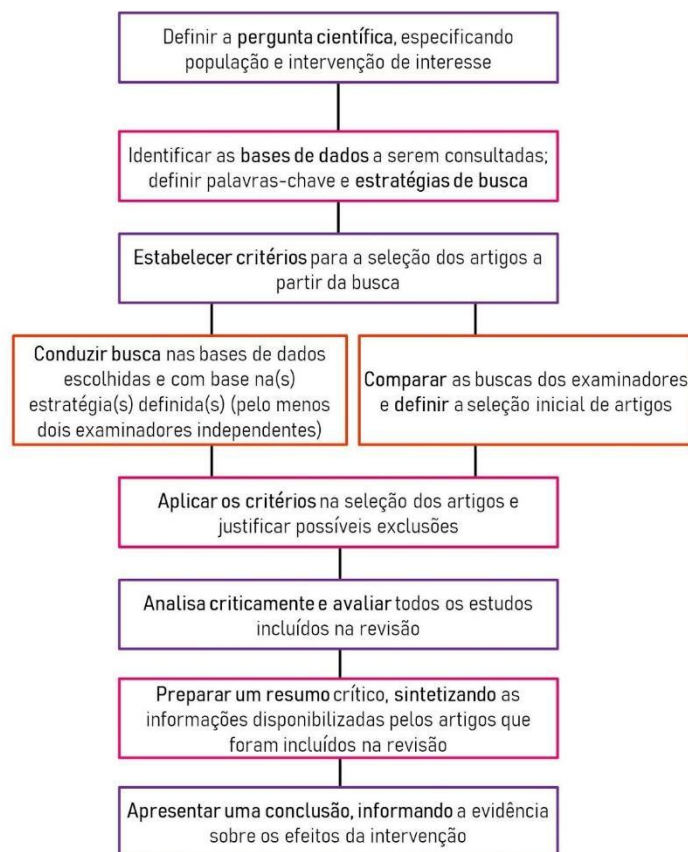 Definir a pergunta científica, especificando
população e intervenção de interesse
Identificar as bases de dados a serem consultadas;
definir palavras-chave e estratégias de busca
Estabelecer critérios para a seleção dos artigos a
partir da busca
Conduzir busca nas bases de dados
escolhidas e com base na(s)
estratégia(s) definida(s) (pelo menos
dois examinadores independentes)
Comparar as buscas dos examinadores
e definir a seleção inicial de artigos
Aplicar os critérios na seleção dos artigos e
justificar possíveis exclusões
Analisa criticamente e avaliar todos os estudos
incluídos na revisão
Preparar um resumo crítico, sintetizando as
informações disponibilizadas pelos artigos que
foram incluídos na revisão
Apresentar uma conclusão, informando a evidência
sobre os efeitos da intervenção